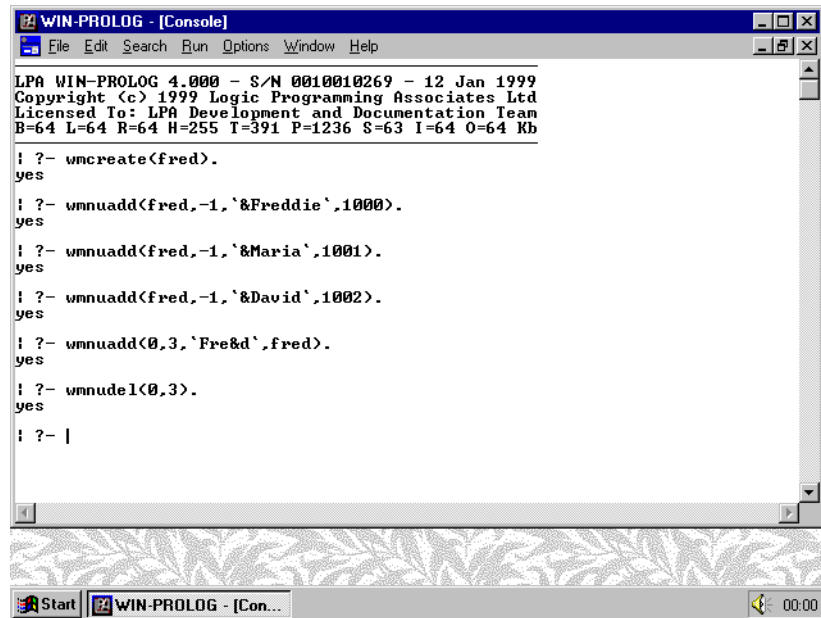 WIN-PROLOG - [Console]
File Edit Search Run Options Window Help
LPA WIN-PROLOG 4.000 - S/N 0010010269 - 12 Jan 1999
Copyright (c) 1999 Logic Programming Associates Ltd
Licensed To: LPA Development and Documentation Team
B=64 L=64 R=64 H=255 T=391 P=1236 S=63 I=64 O=64 Kb
| ?- wmcreate(fred).
yes
| ?- wmnuadd(fred,-1,`&Freddie`,1000).
yes
| ?- wmnuadd(fred,-1,`&Maria`,1001).
yes
| ?- wmnuadd(fred,-1,`&David`,1002).
yes
| ?- wmnuadd(0,3,`Fre&d`,fred).
yes
| ?- wmnudel(0,3).
yes
| ?- |
Start WIN-PROLOG - [Con... 00:00